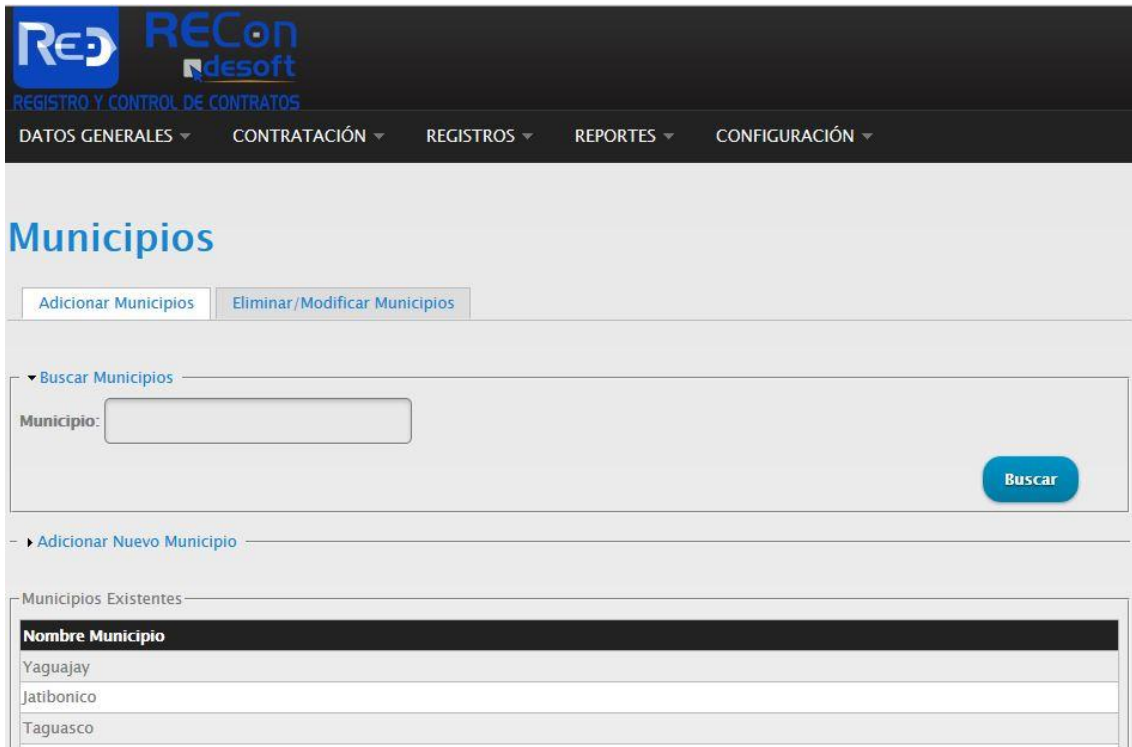 RED RECon
desoft
REGISTRO Y CONTROL DE CONTRATOS
DATOS GENERALES CONTRATACIÓN REGISTROS REPORTES CONFIGURACIÓN
Municipios
Adicionar Municipios Eliminar/Modificar Municipios
Buscar Municipios
Municipio:
Buscar
Adicionar Nuevo Municipio
Municipios Existentes
Nombre Municipio
Yaguajay
Jatibonico
Taguasco